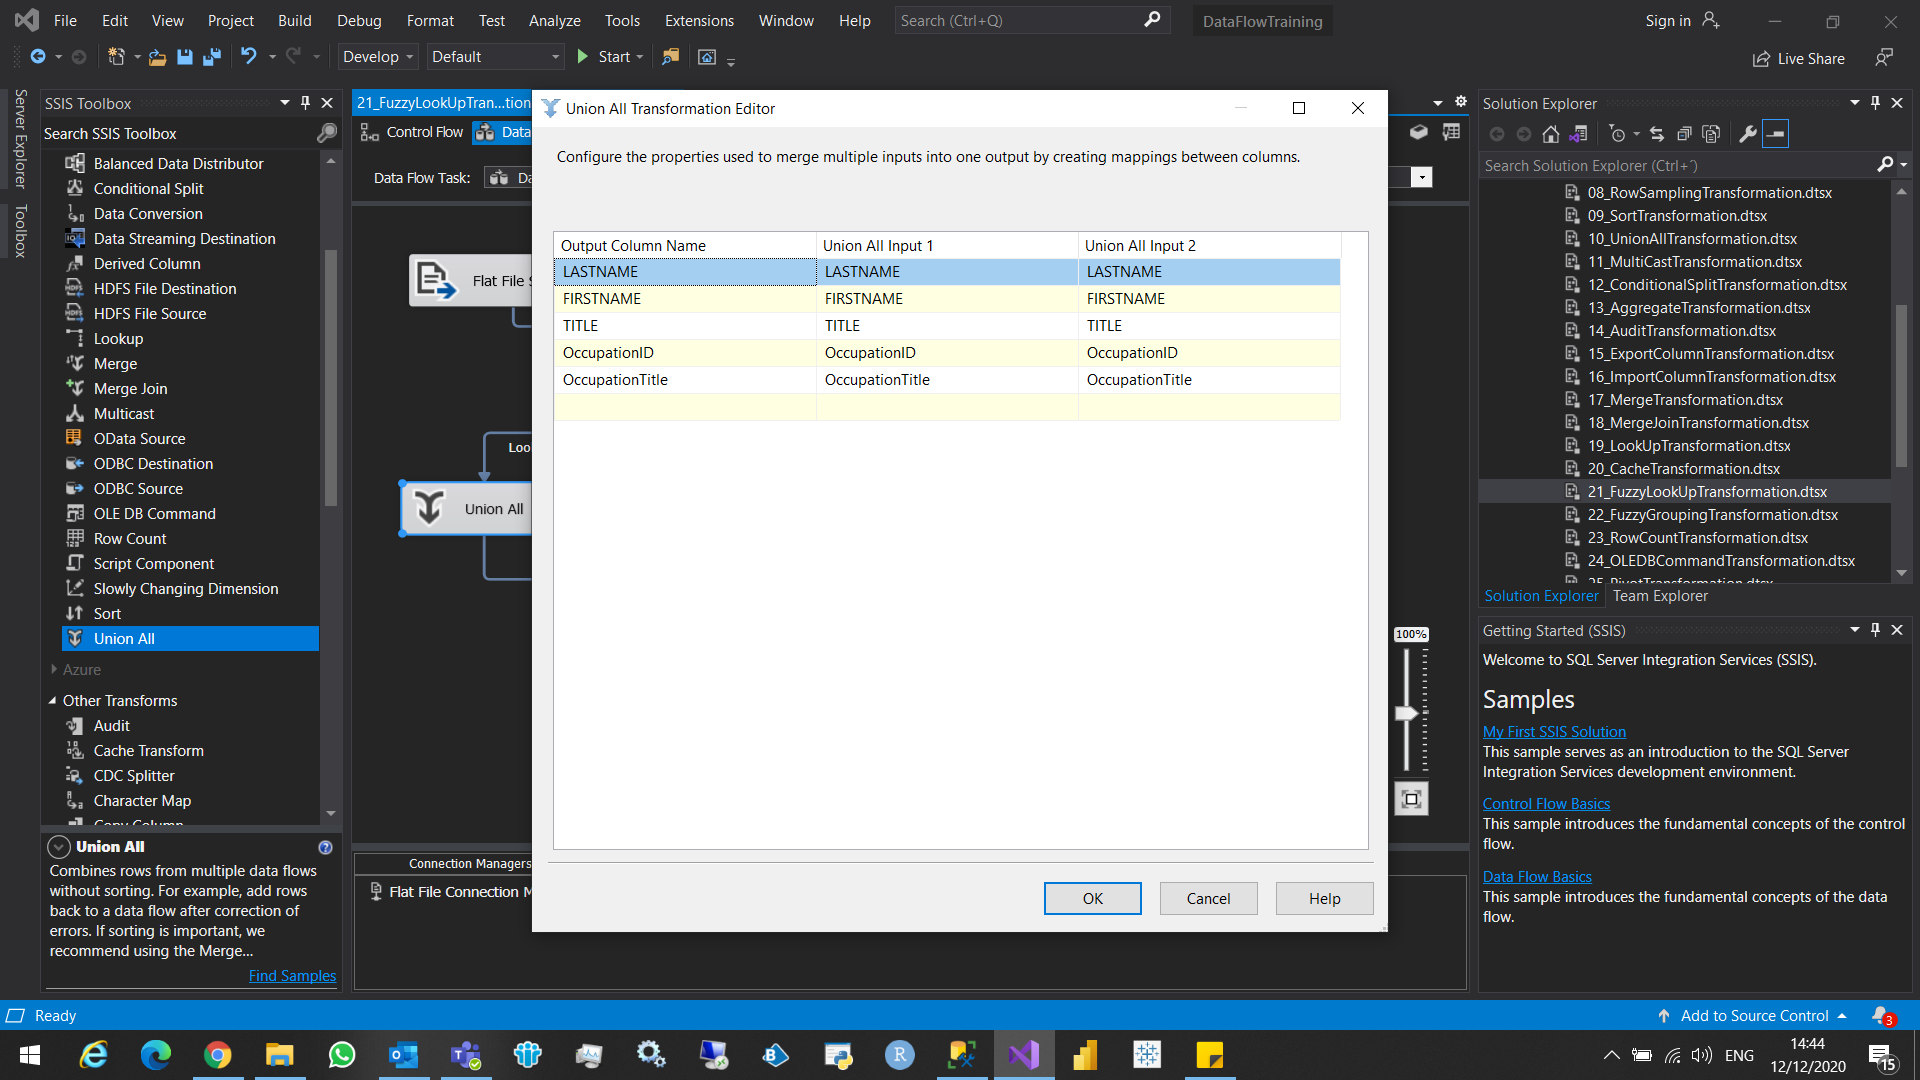 File Edit View Project Build Debug Format Test Analyze Tools Extensions Window Help
Search (Ctrl+Q)
DataFlowTraining
Sign in
Develop
Default
Start
Live Share
Server Explorer
Toolbox
SSIS Toolbox
Search SSIS Toolbox
Balanced Data Distributor
Conditional Split
Data Conversion
Data Streaming Destination
Derived Column
HDFS File Destination
HDFS File Source
Lookup
Merge
Merge Join
Multicast
OData Source
ODBC Destination
ODBC Source
OLE DB Command
Row Count
Script Component
Slowly Changing Dimension
Sort
Union All
Azure
Other Transforms
Audit
Cache Transform
CDC Splitter
Character Map
Copy Column
Union All
Combines rows from multiple data flows
without sorting. For example, add rows
back to a data flow after correction of
errors. If sorting is important, we
recommend using the Merge...
Find Samples
21_FuzzyLookUpTran...tion
Control Flow
Data
Data Flow Task:
Da
Flat File S
Loo
Union All
Connection Managers
Flat File Connection M
100%
Union All Transformation Editor
Configure the properties used to merge multiple inputs into one output by creating mappings between columns.
Output Column Name Union All Input 1 Union All Input 2
LASTNAME LASTNAME LASTNAME
FIRSTNAME FIRSTNAME FIRSTNAME
TITLE TITLE TITLE
OccupationID OccupationID OccupationID
OccupationTitle OccupationTitle OccupationTitle
OK Cancel Help
Solution Explorer
Search Solution Explorer (Ctrl+¨)
08_RowSamplingTransformation.dtsx
09_SortTransformation.dtsx
10_UnionAllTransformation.dtsx
11_MultiCastTransformation.dtsx
12_ConditionalSplitTransformation.dtsx
13_AggregateTransformation.dtsx
14_AuditTransformation.dtsx
15_ExportColumnTransformation.dtsx
16_ImportColumnTransformation.dtsx
17_MergeTransformation.dtsx
18_MergeJoinTransformation.dtsx
19_LookUpTransformation.dtsx
20_CacheTransformation.dtsx
21_FuzzyLookUpTransformation.dtsx
22_FuzzyGroupingTransformation.dtsx
23_RowCountTransformation.dtsx
24_OLEDBCommandTransformation.dtsx
25_PivotTransformation.dtsx
Solution Explorer Team Explorer
Getting Started (SSIS)
Welcome to SQL Server Integration Services (SSIS).
Samples
My First SSIS Solution
This sample serves as an introduction to the SQL Server
Integration Services development environment.
Control Flow Basics
This sample introduces the fundamental concepts of the control
flow.
Data Flow Basics
This sample introduces the fundamental concepts of the data
flow.
Ready
Add to Source Control
3
ENG
14:44
12/12/2020
15